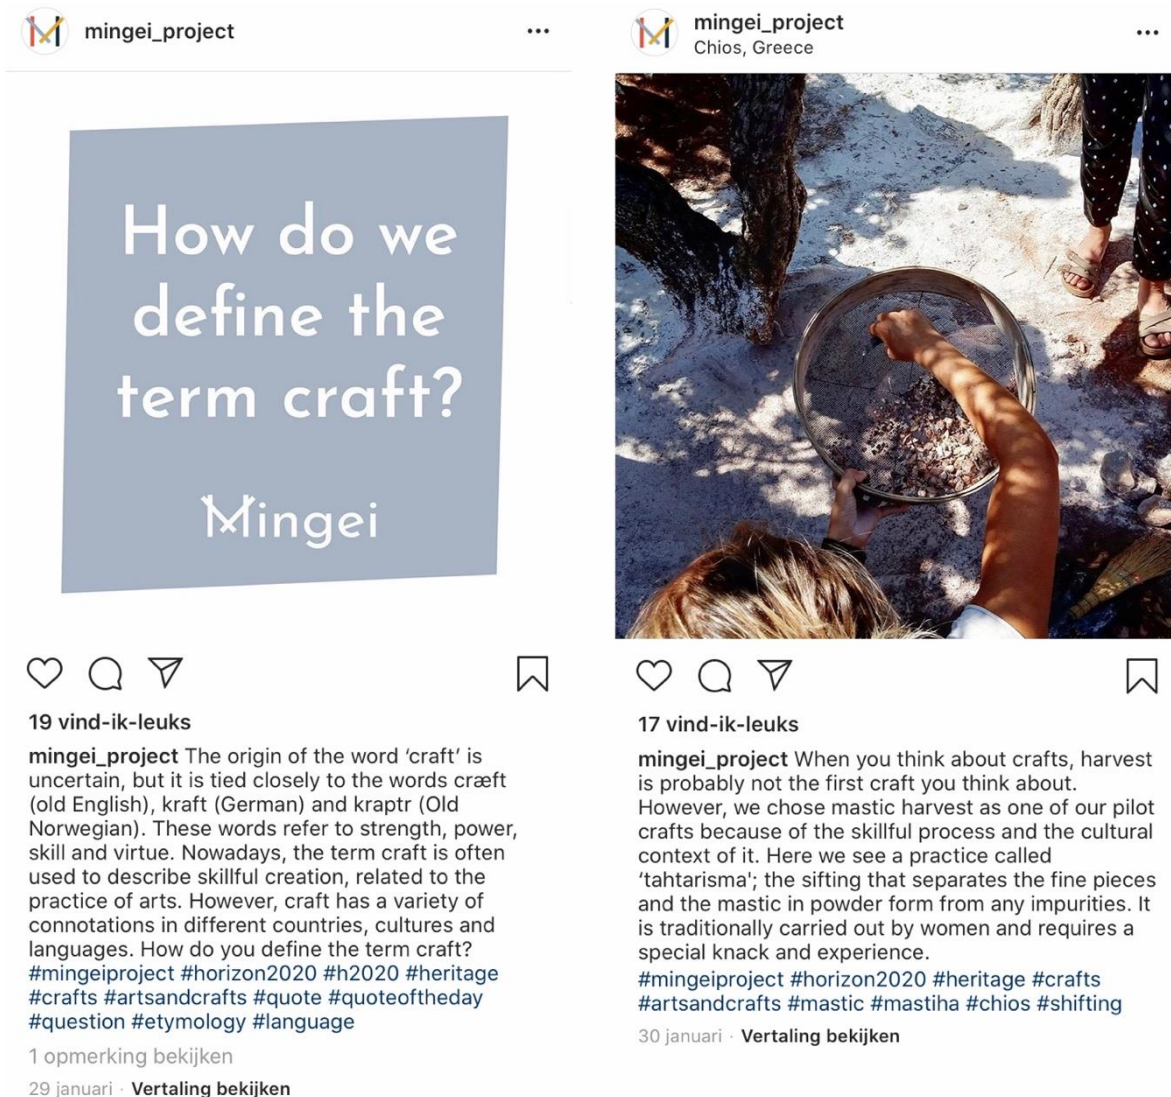 mingei_project
How do we
define the
term craft?
Mingei
19 vind-ik-leuks
mingei_project The origin of the word ‘craft’ is
uncertain, but it is tied closely to the words cræft
(old English), kraft (German) and kraptr (Old
Norwegian). These words refer to strength, power,
skill and virtue. Nowadays, the term craft is often
used to describe skillful creation, related to the
practice of arts. However, craft has a variety of
connotations in different countries, cultures and
languages. How do you define the term craft?
#mingeiproject #horizon2020 #h2020 #heritage
#crafts #artsandcrafts #quote #quoteoftheday
#question #etymology #language
1 opmerking bekijken
29 januari · Vertaling bekijken
mingei_project
Chios, Greece
17 vind-ik-leuks
mingei_project When you think about crafts, harvest
is probably not the first craft you think about.
However, we chose mastic harvest as one of our pilot
crafts because of the skillful process and the cultural
context of it. Here we see a practice called
‘tahtarisma'; the sifting that separates the fine pieces
and the mastic in powder form from any impurities. It
is traditionally carried out by women and requires a
special knack and experience.
#mingeiproject #horizon2020 #heritage #crafts
#artsandcrafts #mastic #mastiha #chios #shifting
30 januari · Vertaling bekijken